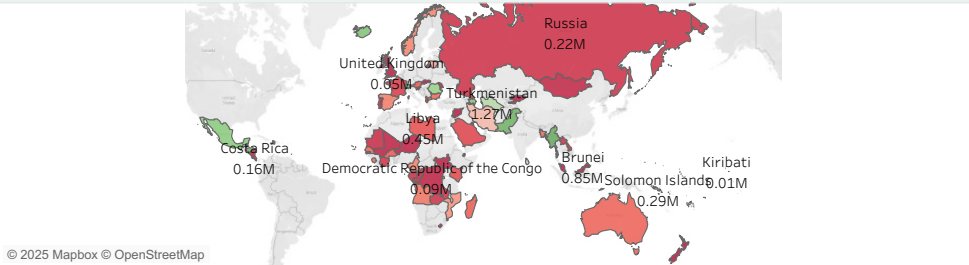 Russia
0.22M
United Kingdom
0.05M
Turkmenistan
1.27M
Libya
0.45M
Costa Rica
0.16M
Democratic Republic of the Congo
0.09M
Brunei
0.85M
Solomon Islands
0.29M
Kiribati
0.01M
© 2025 Mapbox © OpenStreetMap